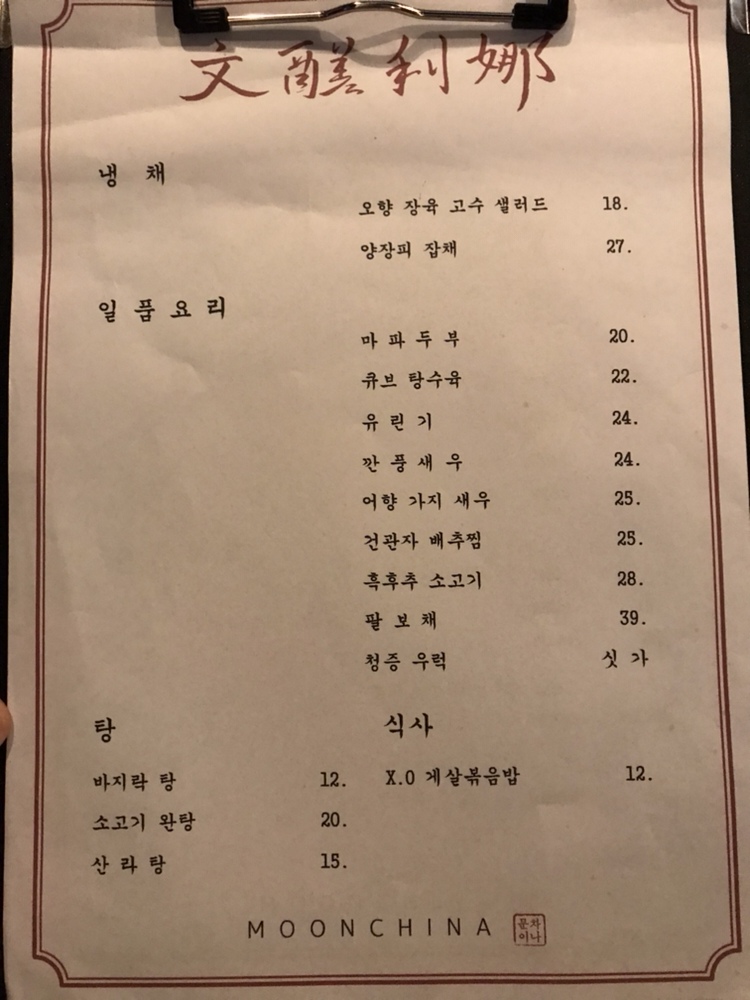 文醼利娜
냉 채
오향 장육 고수 샐러드 18.
양장피 잡채 27.
일 품 요 리
마 파 두 부 20.
큐브 탕수육 22.
유 린 기 24.
깐 풍 새 우 24.
어향 가지 새우 25.
건관자 배추찜 25.
흑후추 소고기 28.
팔 보 채 39.
청증 우럭 싯 가
탕 식사
바지락 탕 12. X.O 게살볶음밥 12.
소고기 완탕 20.
산 라 탕 15.
MOONCHINA 문차
이나